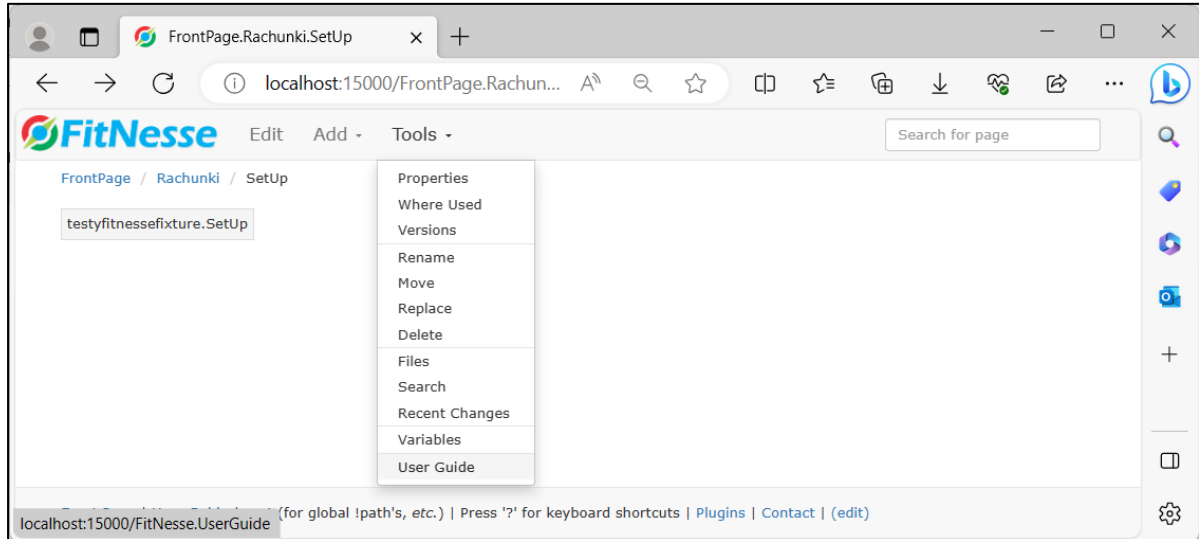 FrontPage.Rachunki.SetUp
localhost:15000/FrontPage.Rachun...
FitNesse Edit Add Tools Search for page
FrontPage / Rachunki / SetUp
testyfitnessefixture.SetUp
Properties
Where Used
Versions
Rename
Move
Replace
Delete
Files
Search
Recent Changes
Variables
User Guide
(for global !path's, etc.) | Press '?' for keyboard shortcuts | Plugins | Contact | (edit)
localhost:15000/FitNesse.UserGuide